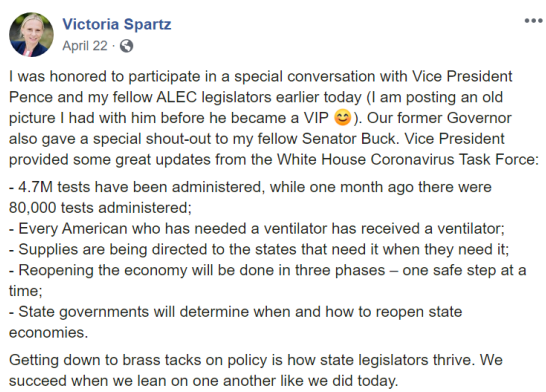 Victoria Spartz
April 22 ·
I was honored to participate in a special conversation with Vice President
Pence and my fellow ALEC legislators earlier today (I am posting an old
picture I had with him before he became a VIP 😊). Our former Governor
also gave a special shout-out to my fellow Senator Buck. Vice President
provided some great updates from the White House Coronavirus Task Force:
- 4.7M tests have been administered, while one month ago there were
80,000 tests administered;
- Every American who has needed a ventilator has received a ventilator;
- Supplies are being directed to the states that need it when they need it;
- Reopening the economy will be done in three phases – one safe step at a
time;
- State governments will determine when and how to reopen state
economies.
Getting down to brass tacks on policy is how state legislators thrive. We
succeed when we lean on one another like we did today.